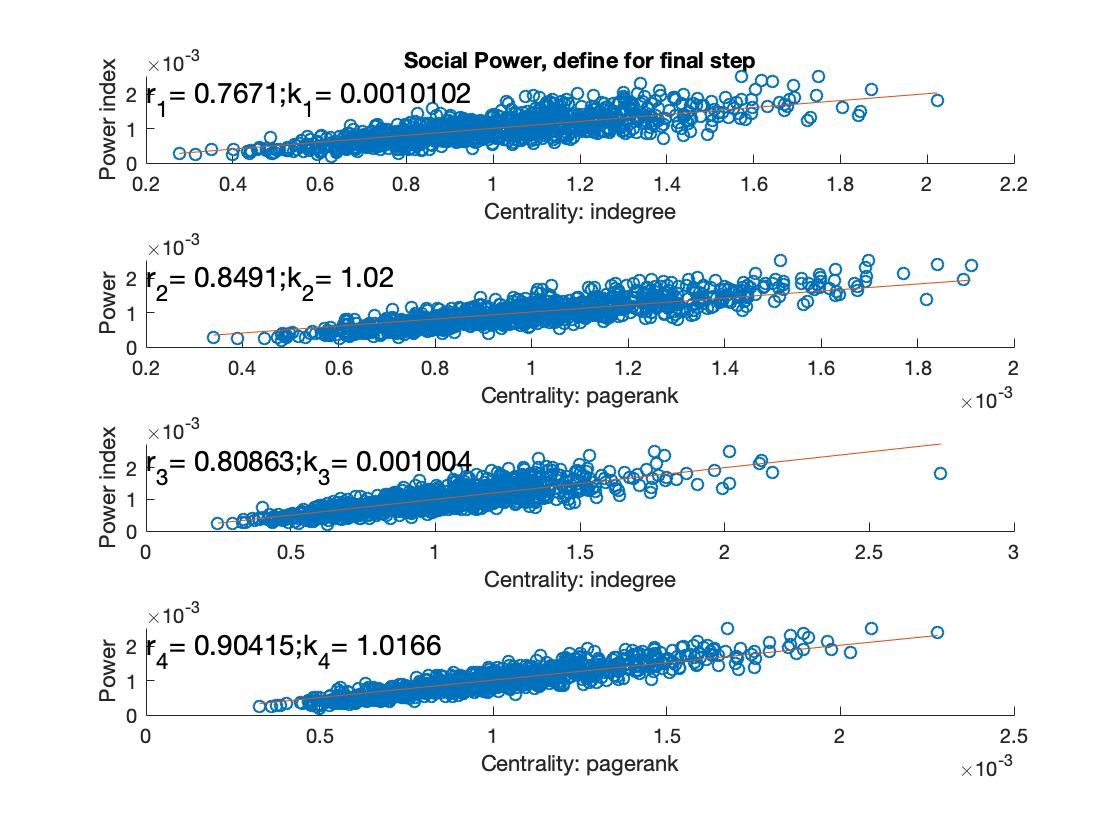 Social Power, define for final step
×10-3
r1= 0.7671;k1= 0.0010102
Power index
2
1
0
0.2 0.4 0.6 0.8 1 1.2 1.4 1.6 1.8 2 2.2
Centrality: indegree
×10-3
r2= 0.8491;k2= 1.02
Power
2
1
0
0.2 0.4 0.6 0.8 1 1.2 1.4 1.6 1.8 2
Centrality: pagerank
×10-3
×10-3
r3= 0.80863;k3= 0.001004
Power index
2
1
0
0 0.5 1 1.5 2 2.5 3
Centrality: indegree
×10-3
r4= 0.90415;k4= 1.0166
Power
2
1
0
0 0.5 1 1.5 2 2.5
Centrality: pagerank
×10-3